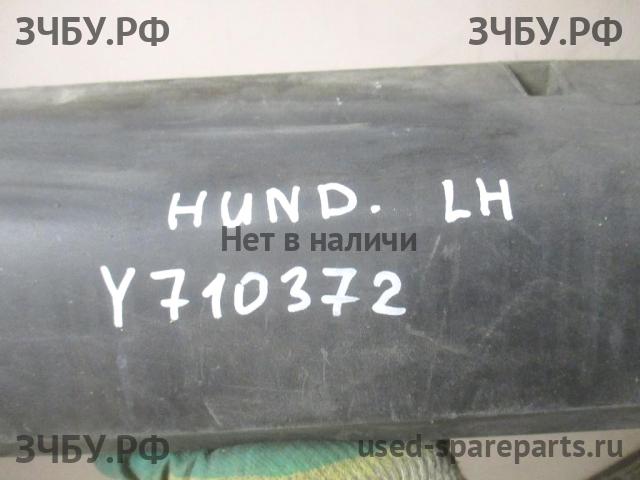 ЗЧБУ.РФ ЗЧБУ.РФ
HUND. LH
Нет в наличи
Y710372
ЗЧБУ.РФ used-spareparts.ru